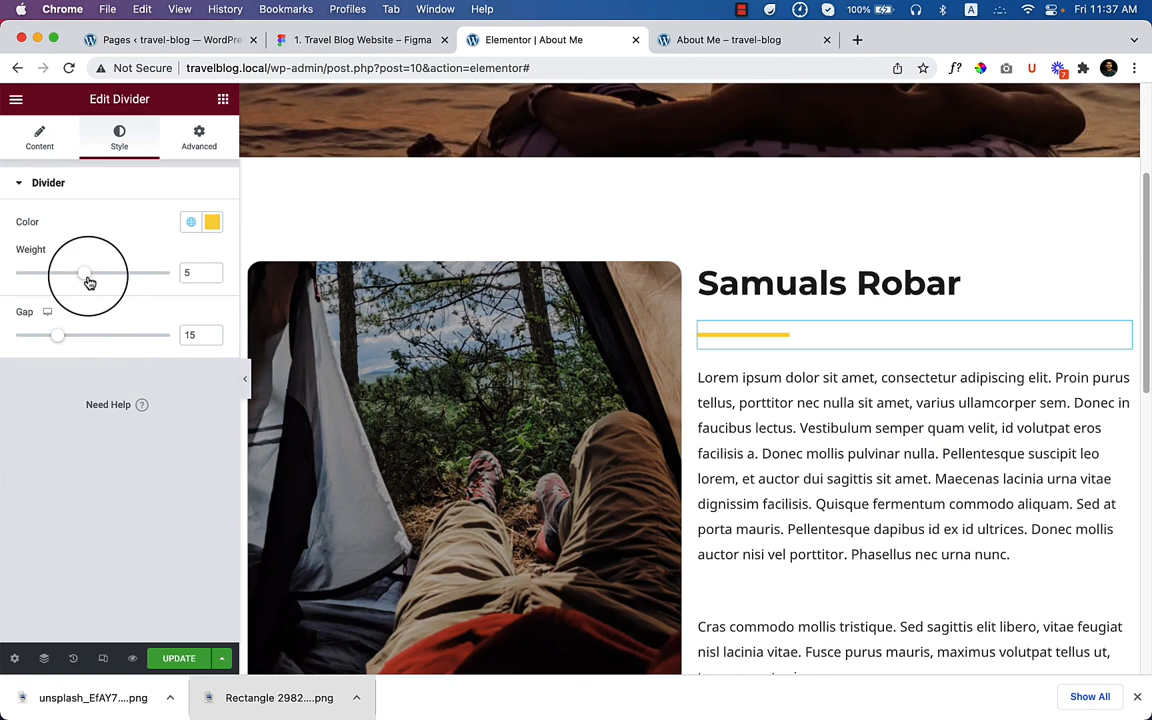 Chrome File Edit View History Bookmarks Profiles Tab Window Help 100% A Fri 11:37 AM
Pages ‹ travel-blog — WordPre
1. Travel Blog Website – Figma
Elementor | About Me
About Me – travel-blog
Not Secure travelblog.local/wp-admin/post.php?post=10&action=elementor#
f? U 7
Edit Divider
Content Style Advanced
Divider
Color
Weight
5
Gap
15
Need Help ?
UPDATE
Samuals Robar
Lorem ipsum dolor sit amet, consectetur adipiscing elit. Proin purus
tellus, porttitor nec nulla sit amet, varius ullamcorper sem. Donec in
faucibus lectus. Vestibulum semper quam velit, id volutpat eros
facilisis a. Donec mollis pulvinar nulla. Pellentesque suscipit leo
lorem, et auctor dui sagittis sit amet. Maecenas lacinia urna vitae
dignissim facilisis. Quisque fermentum commodo aliquam. Sed at
porta mauris. Pellentesque dapibus id ex id ultrices. Donec mollis
auctor nisi vel porttitor. Phasellus nec urna nunc.
Cras commodo mollis tristique. Sed sagittis elit libero, vitae feugiat
nisl lacinia vitae. Fusce purus mauris, maximus volutpat tellus ut,
unsplash_EfAY7....png
Rectangle 2982....png
Show All